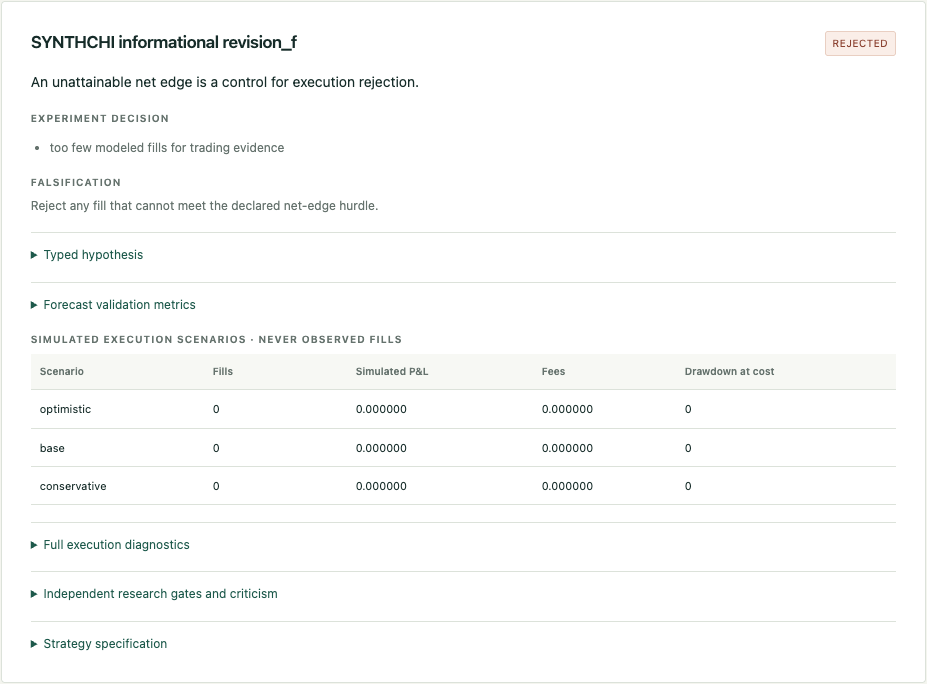 SYNTHCHI informational revision_f
REJECTED
An unattainable net edge is a control for execution rejection.
EXPERIMENT DECISION
• too few modeled fills for trading evidence
FALSIFICATION
Reject any fill that cannot meet the declared net-edge hurdle.
▶ Typed hypothesis
▶ Forecast validation metrics
SIMULATED EXECUTION SCENARIOS · NEVER OBSERVED FILLS
Scenario Fills Simulated P&L Fees Drawdown at cost
optimistic 0 0.000000 0.000000 0
base 0 0.000000 0.000000 0
conservative 0 0.000000 0.000000 0
▶ Full execution diagnostics
▶ Independent research gates and criticism
▶ Strategy specification